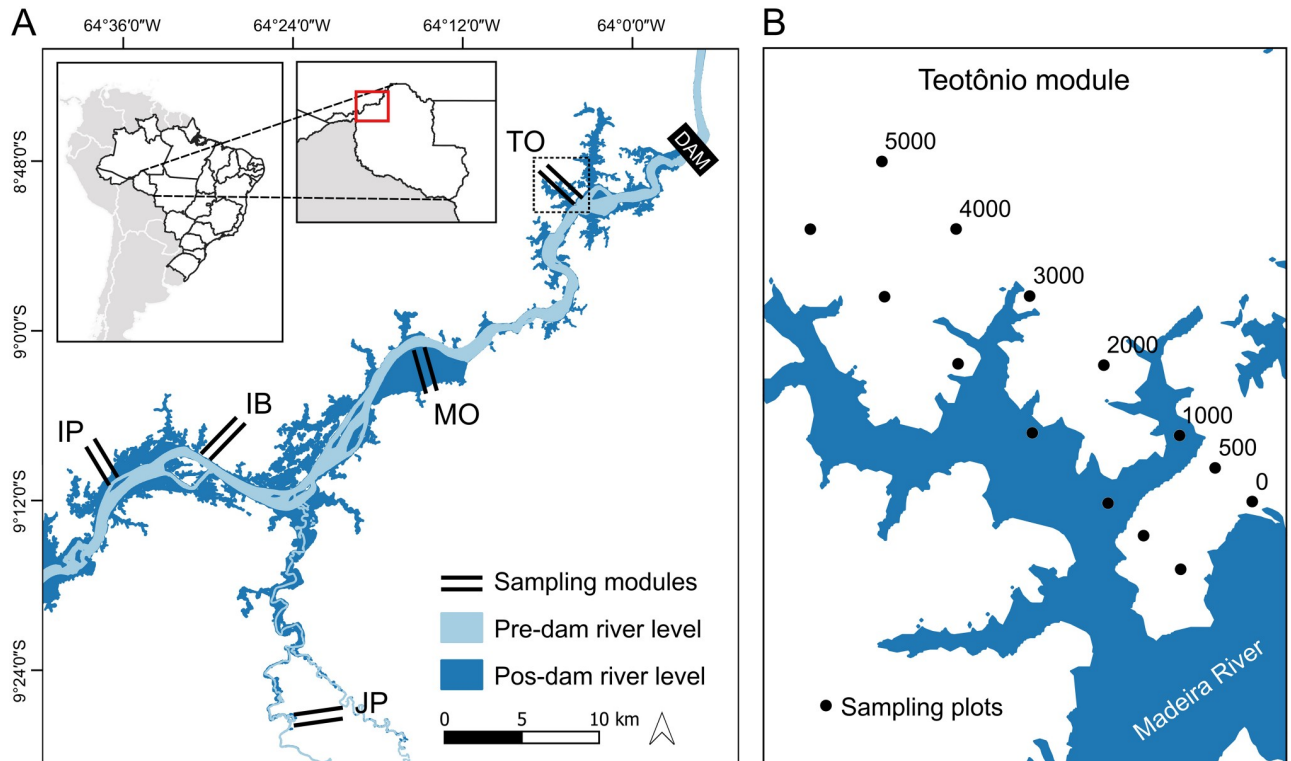 A
64°36'0"W
64°24'0"W
64°12'0"W
64°0'0"W
8°48'0"S
9°0'0"S
9°12'0"S
9°24'0"S
TO
DAM
MO
IB
IP
JP
Sampling modules
Pre-dam river level
Pos-dam river level
0 5 10 km
B
Teotônio module
5000
4000
3000
2000
1000
500
0
Madeira River
Sampling plots